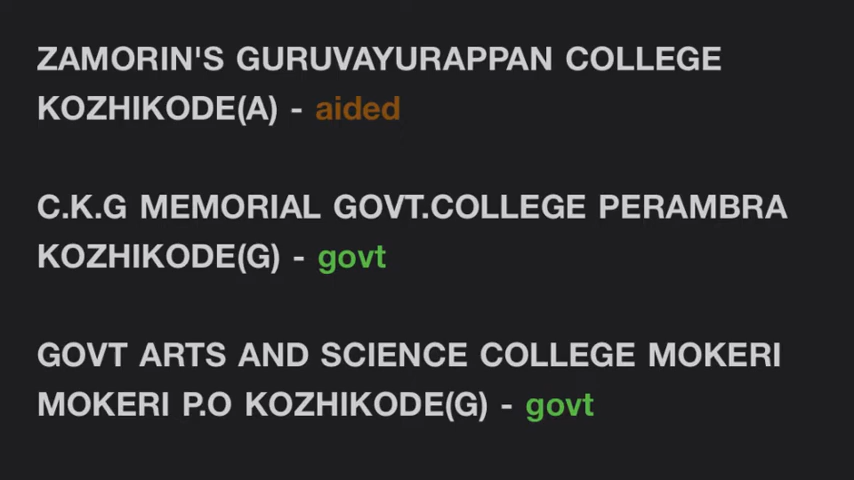 ZAMORIN'S GURUVAYURAPPAN COLLEGE
KOZHIKODE(A) - aided
C.K.G MEMORIAL GOVT.COLLEGE PERAMBRA
KOZHIKODE(G) - govt
GOVT ARTS AND SCIENCE COLLEGE MOKERI
MOKERI P.O KOZHIKODE(G) - govt